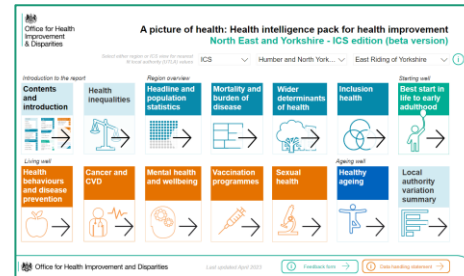 Office for Health
Improvement
& Disparities
A picture of health: Health intelligence pack for health improvement
North East and Yorkshire - ICS edition (beta version)
ICS
Humber and North York...
East Riding of Yorkshire
Introduction to the report
Region overview
Starting well
Contents
and
introduction
Health
inequalities
Headline and
population
statistics
Mortality and
burden of
disease
Wider
determinants
of health
Inclusion
health
Best start in
life to early
adulthood
Living well
Ageing well
Health
behaviours
and disease
prevention
Cancer and
CVD
Mental health
and wellbeing
Vaccination
programmes
Sexual
health
Healthy
ageing
Local
authority
variation
summary
Office for Health Improvement and Disparities
Last updated April 2023
Feedback form
Data handling statement